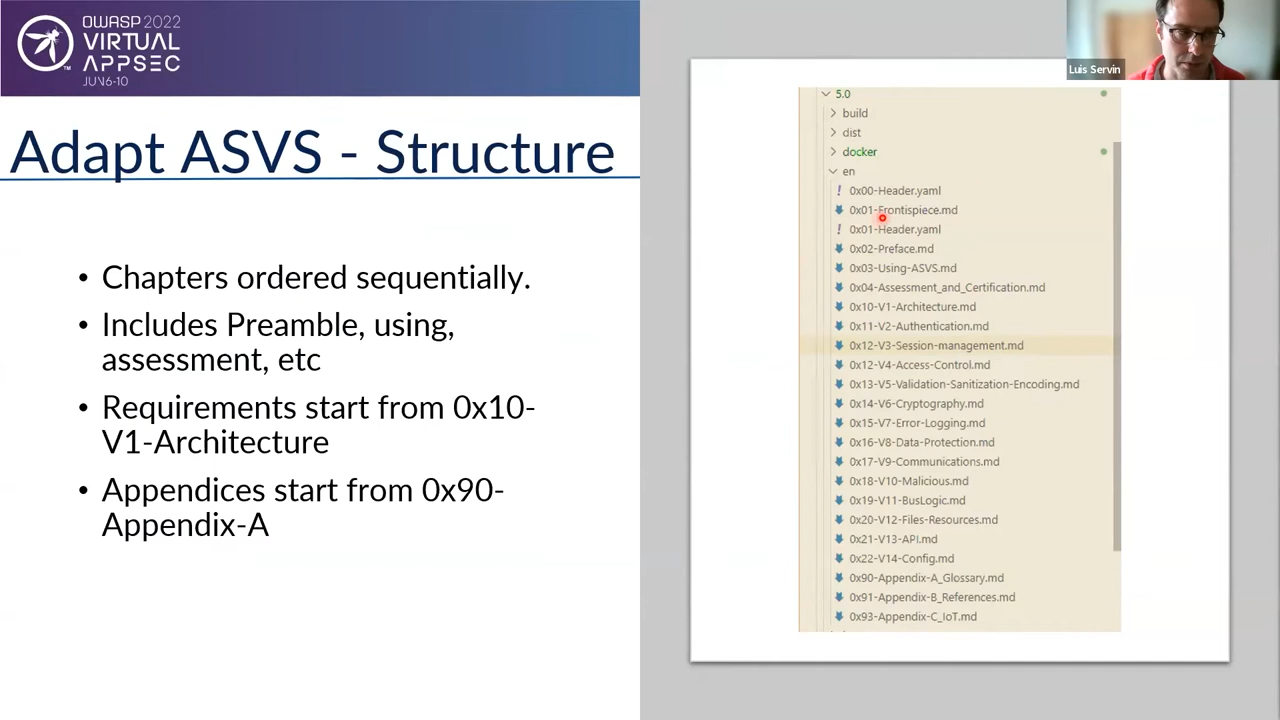 OWASP 2022
VIRTUAL
APPSEC
JUN 6-10
Adapt ASVS - Structure
• Chapters ordered sequentially.
• Includes Preamble, using,
assessment, etc
• Requirements start from 0x10-
V1-Architecture
• Appendices start from 0x90-
Appendix-A
5.0
build
dist
docker
en
! 0x00-Header.yaml
0x01-Frontispiece.md
! 0x01-Header.yaml
0x02-Preface.md
0x03-Using-ASVS.md
0x04-Assessment_and_Certification.md
0x10-V1-Architecture.md
0x11-V2-Authentication.md
0x12-V3-Session-management.md
0x12-V4-Access-Control.md
0x13-V5-Validation-Sanitization-Encoding.md
0x14-V6-Cryptography.md
0x15-V7-Error-Logging.md
0x16-V8-Data-Protection.md
0x17-V9-Communications.md
0x18-V10-Malicious.md
0x19-V11-BusLogic.md
0x20-V12-Files-Resources.md
0x21-V13-API.md
0x22-V14-Config.md
0x90-Appendix-A_Glossary.md
0x91-Appendix-B_References.md
0x93-Appendix-C_IoT.md
Luis Servin